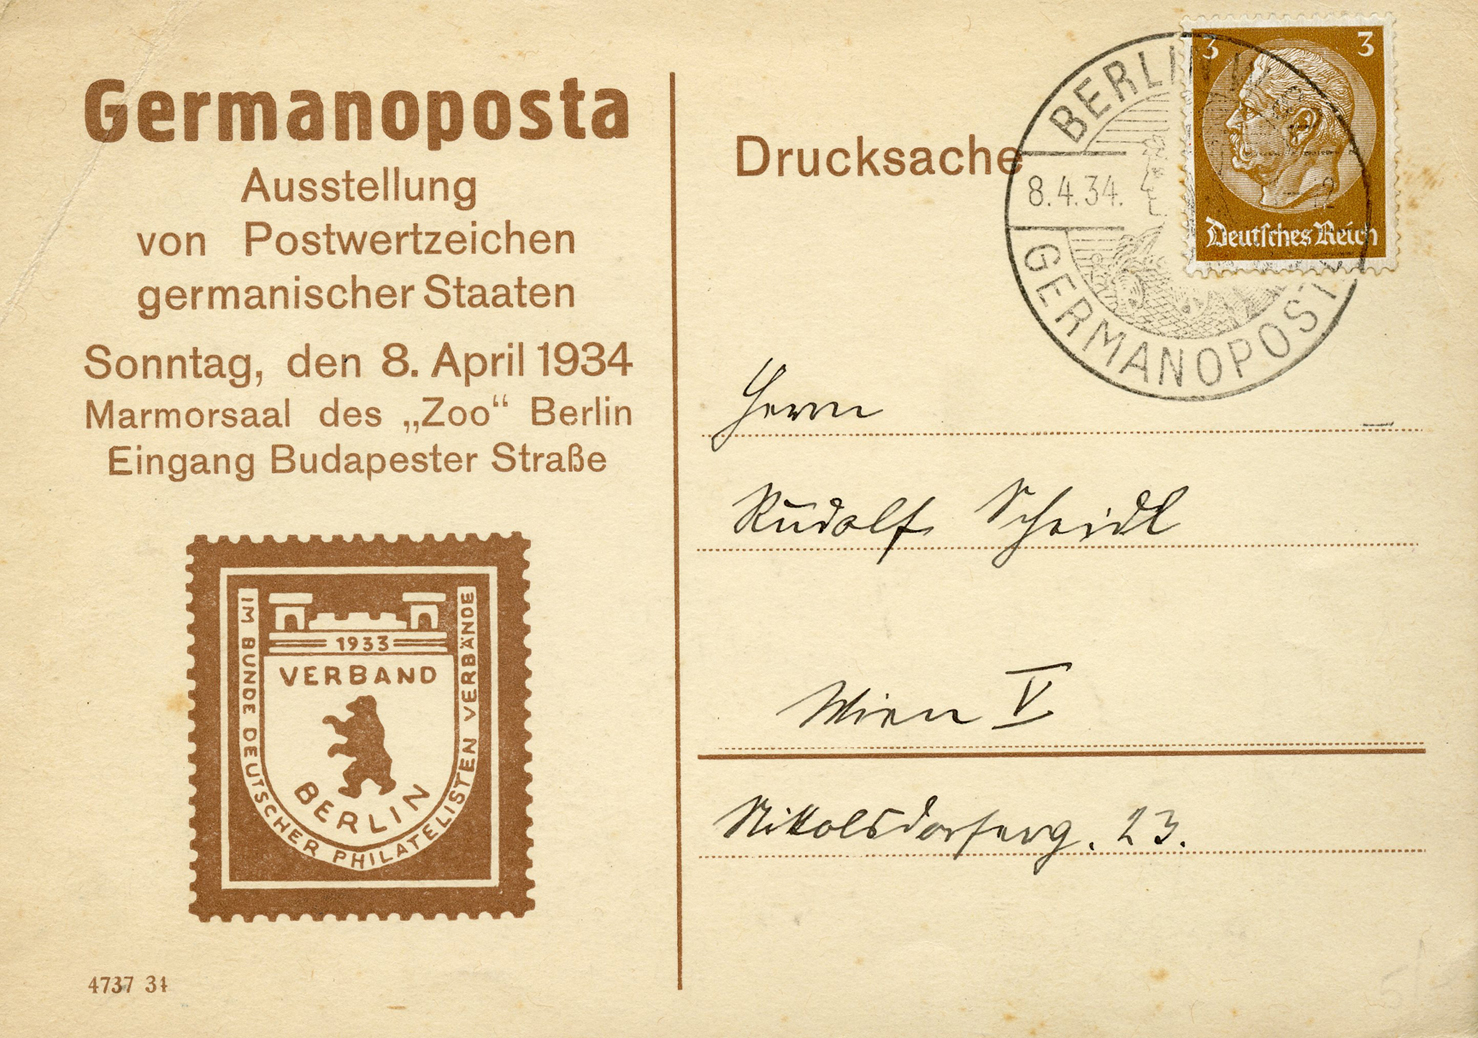 Germanoposta
Ausstellung
von Postwertzeichen
germanischer Staaten
Sonntag, den 8. April 1934
Marmorsaal des „Zoo“ Berlin
Eingang Budapester Straße
1933
VERBAND
BERLIN
IM BUNDE DEUTSCHER PHILATELISTEN VERBÄNDE
4737 34
Drucksache
BERLIN
8.4.34.
GERMANOPOSTA
3 3
Deutsches Reich
Herrn
Rudolf Scheidl
Wien V
Nikolsdorferg. 23.